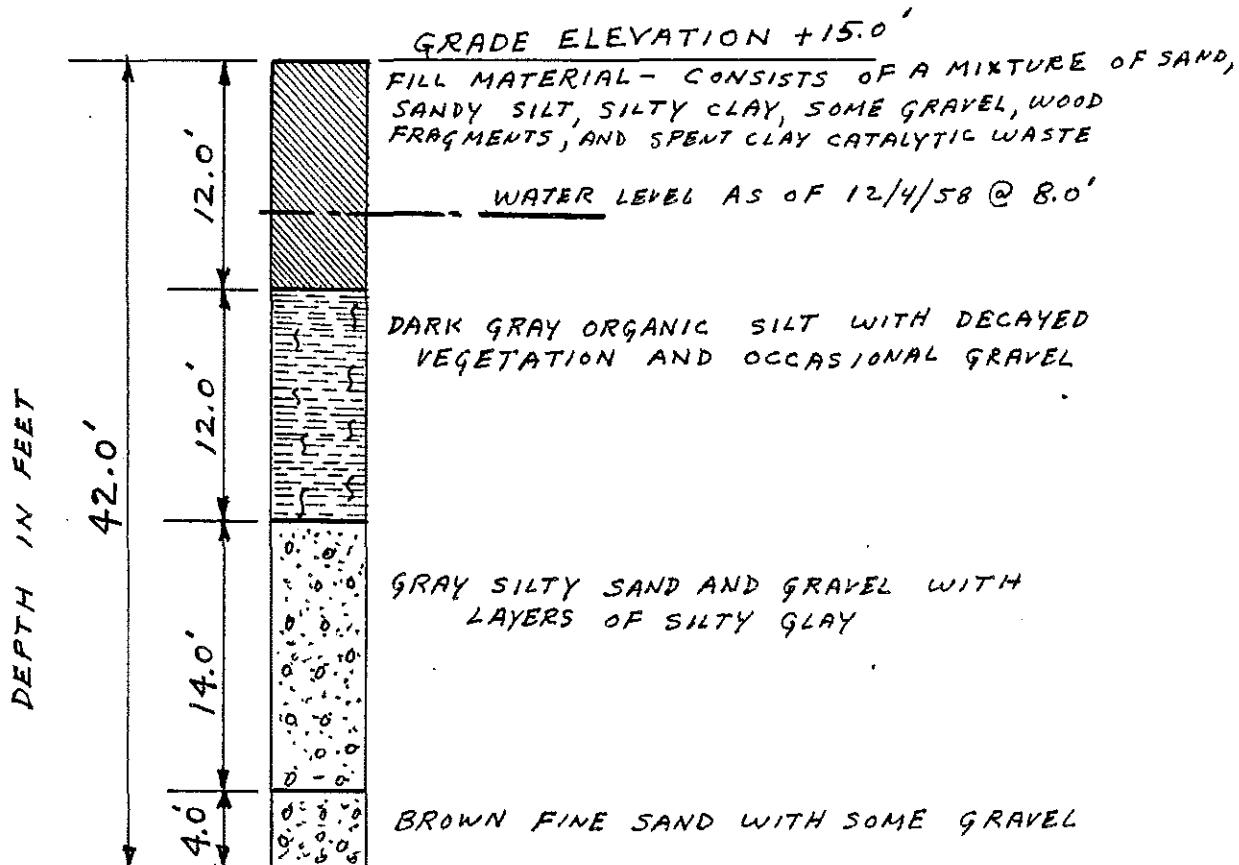 GRADE ELEVATION +15.0'
FILL MATERIAL - CONSISTS OF A MIXTURE OF SAND,
SANDY SILT, SILTY CLAY, SOME GRAVEL, WOOD
FRAGMENTS, AND SPENT CLAY CATALYTIC WASTE
12.0'
WATER LEVEL AS OF 12/4/58 @ 8.0'
DARK GRAY ORGANIC SILT WITH DECAYED
VEGETATION AND OCCASIONAL GRAVEL
12.0'
DEPTH IN FEET
42.0'
GRAY SILTY SAND AND GRAVEL WITH
LAYERS OF SILTY GLAY
14.0'
BROWN FINE SAND WITH SOME GRAVEL
4.0'